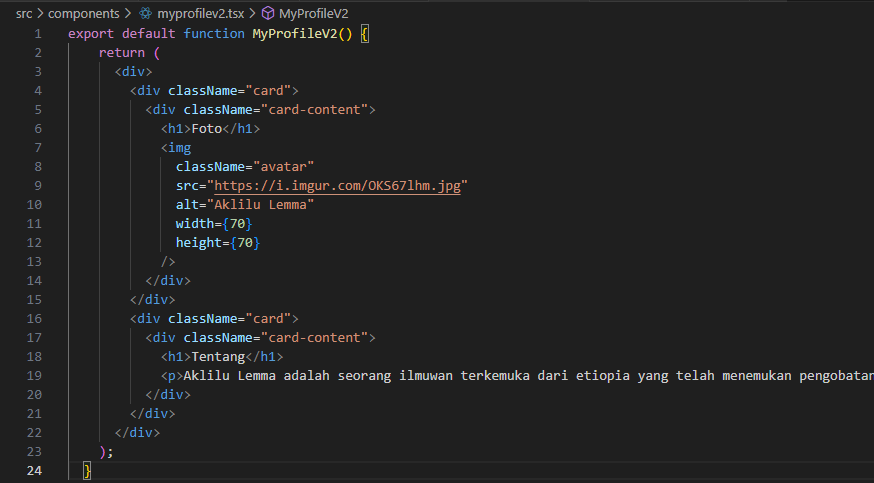 src > components > myprofilev2.tsx > MyProfileV2
1 export default function MyProfileV2() {
2 return (
3 <div>
4 <div className="card">
5 <div className="card-content">
6 <h1>Foto</h1>
7 <img
8 className="avatar"
9 src="https://i.imgur.com/OKS67lhm.jpg"
10 alt="Aklilu Lemma"
11 width={70}
12 height={70}
13 />
14 </div>
15 </div>
16 <div className="card">
17 <div className="card-content">
18 <h1>Tentang</h1>
19 <p>Aklilu Lemma adalah seorang ilmuwan terkemuka dari etiopia yang telah menemukan pengobatan
20 </div>
21 </div>
22 </div>
23 );
24 }